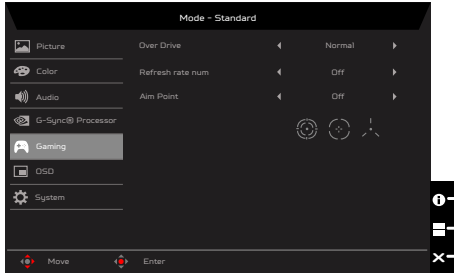 Mode - Standard
Picture
Over Drive Normal
Color
Refresh rate num Off
Audio
Aim Point Off
G-Sync® Processor
Gaming
OSD
System
Move Enter